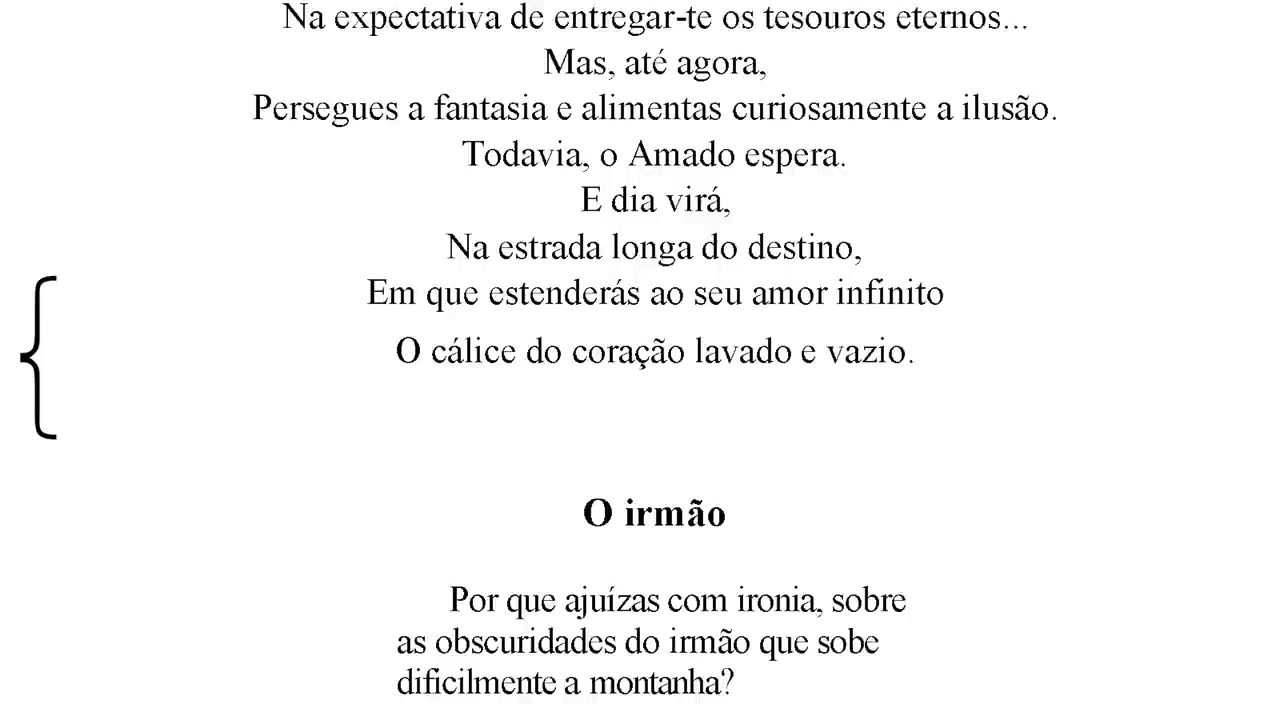 Na expectativa de entregar-te os tesouros eternos...
Mas, até agora,
Persegues a fantasia e alimentas curiosamente a ilusão.
Todavia, o Amado espera.
E dia virá,
Na estrada longa do destino,
Em que estenderás ao seu amor infinito
O cálice do coração lavado e vazio.
O irmão
Por que ajuízas com ironia, sobre
as obscuridades do irmão que sobe
dificilmente a montanha?